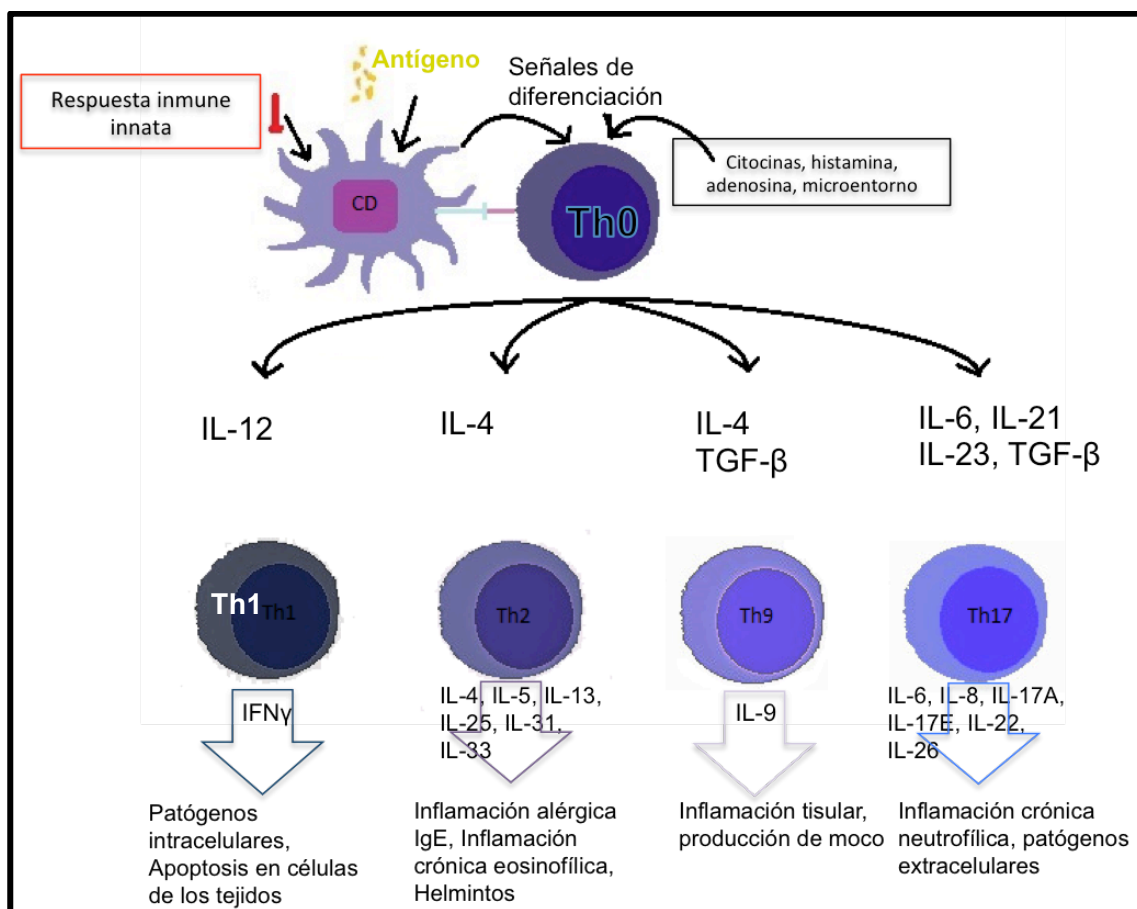 Antígeno
Señales de
diferenciación
Respuesta inmune
innata
Citocinas, histamina,
adenosina, microentorno
CD
Th0
IL-12
IL-4
IL-4
TGF-β
IL-6, IL-21
IL-23, TGF-β
Th1
Th1
Th2
Th9
Th17
IFNγ
IL-4, IL-5, IL-13,
IL-25, IL-31,
IL-33
IL-9
IL-6, IL-8, IL-17A,
IL-17E, IL-22,
IL-26
Patógenos
intracelulares,
Apoptosis en células
de los tejidos
Inflamación alérgica
IgE, Inflamación
crónica eosinofílica,
Helmintos
Inflamación tisular,
producción de moco
Inflamación crónica
neutrofílica, patógenos
extracelulares